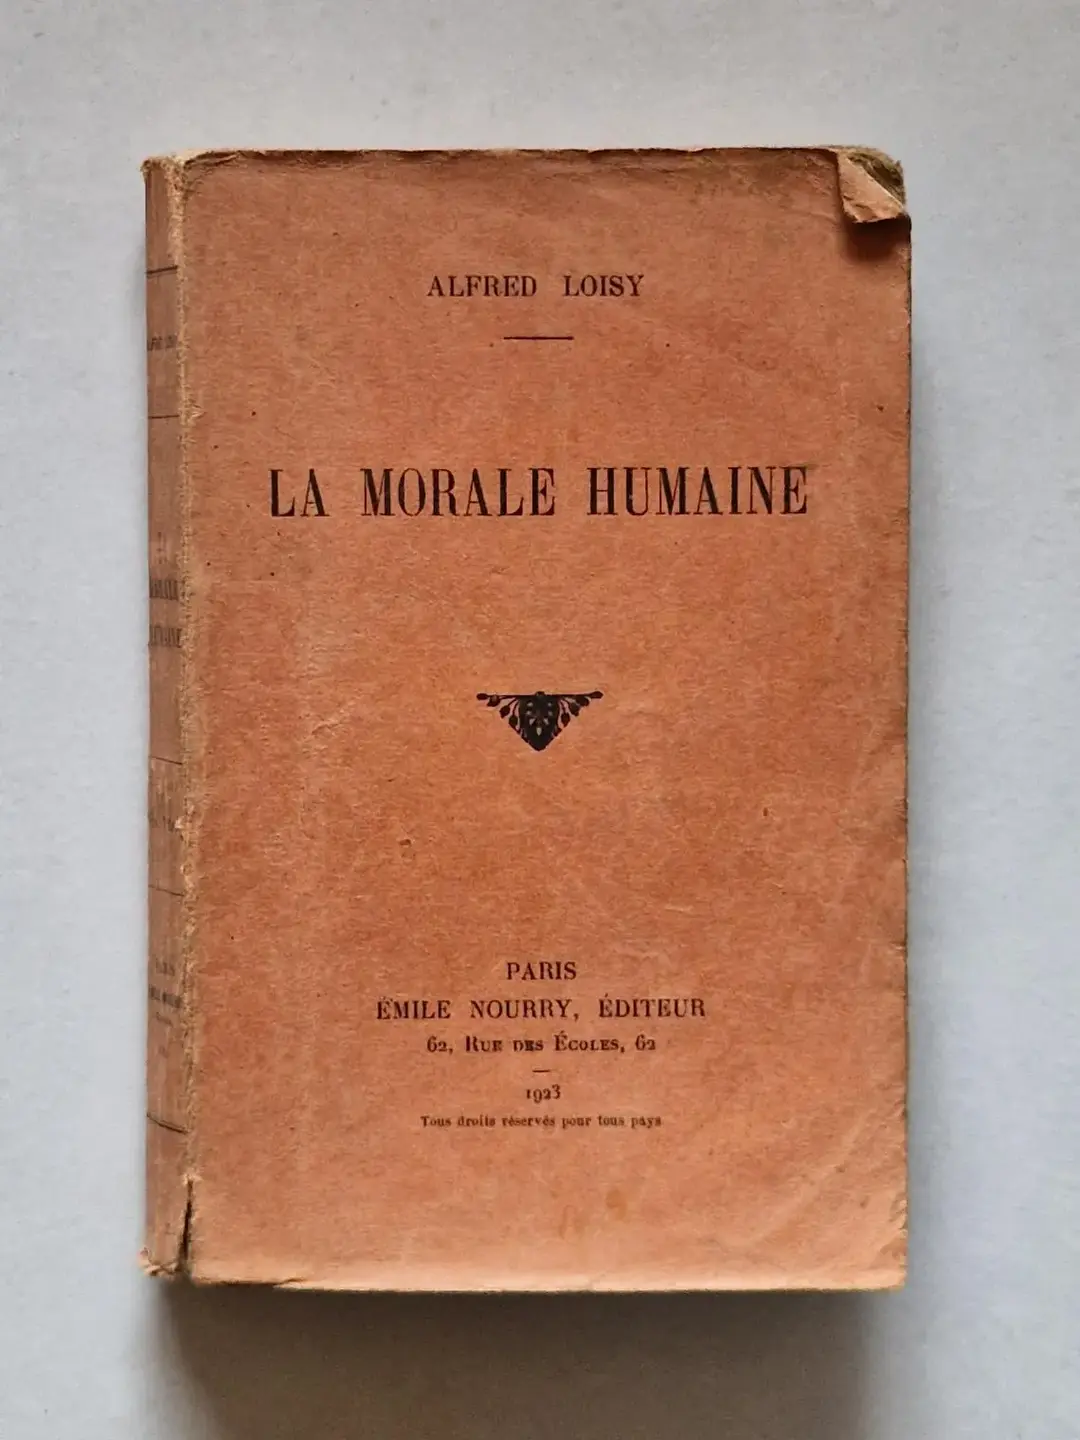 ALFRED LOISY
LA MORALE HUMAINE
PARIS
ÉMILE NOURRY, ÉDITEUR
62, RUE DES ÉCOLES, 62
1923
Tous droits réservés pour tous pays